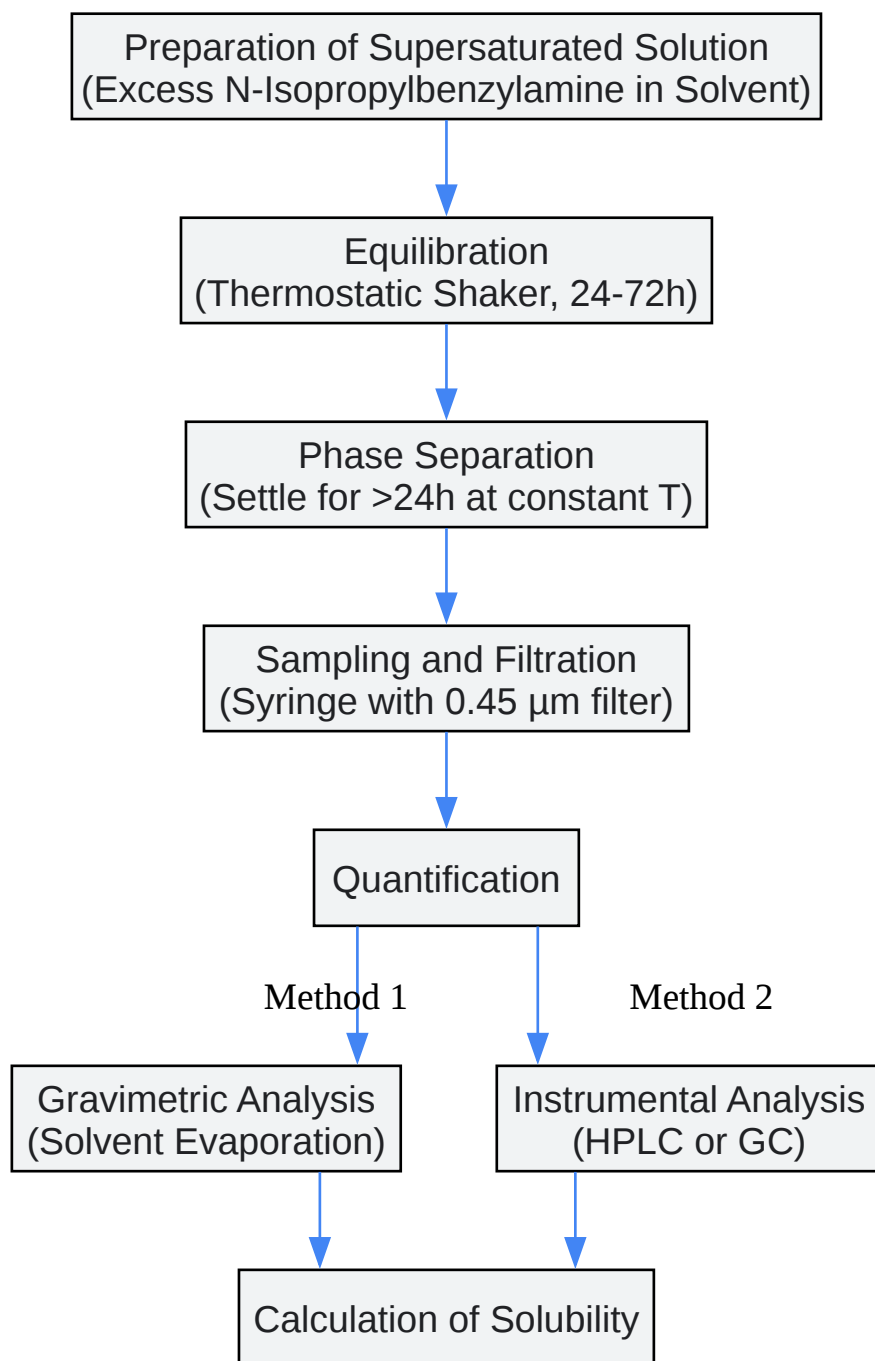 Preparation of Supersaturated Solution
(Excess N-Isopropylbenzylamine in Solvent)
Equilibration
(Thermostatic Shaker, 24-72h)
Phase Separation
(Settle for >24h at constant T)
Sampling and Filtration
(Syringe with 0.45 µm filter)
Quantification
Method 1
Method 2
Gravimetric Analysis
(Solvent Evaporation)
Instrumental Analysis
(HPLC or GC)
Calculation of Solubility